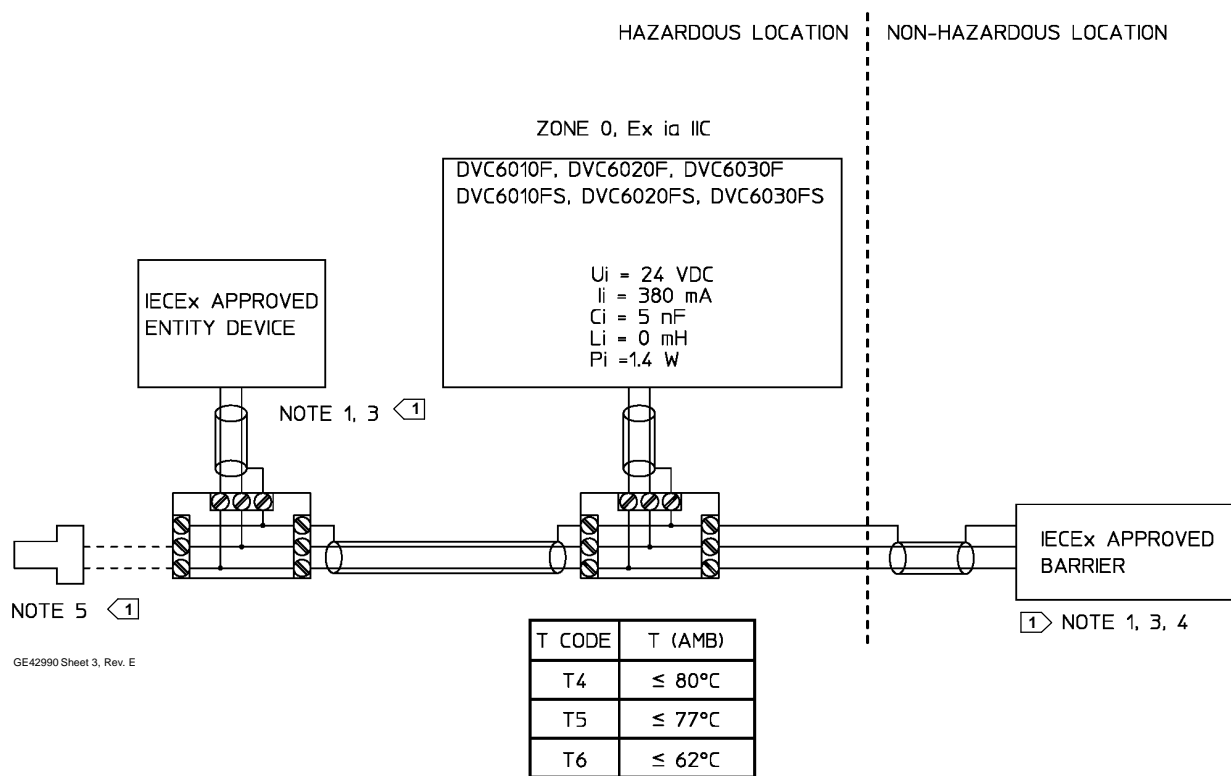 HAZARDOUS LOCATION
NON-HAZARDOUS LOCATION
ZONE 0, Ex ia IIC
DVC6010F, DVC6020F, DVC6030F
DVC6010FS, DVC6020FS, DVC6030FS
Ui = 24 VDC
Ii = 380 mA
Ci = 5 nF
Li = 0 mH
Pi =1.4 W
IECEx APPROVED
ENTITY DEVICE
NOTE 1, 3 1
IECEx APPROVED
BARRIER
NOTE 5 1
1 NOTE 1, 3, 4
GE42990 Sheet 3, Rev. E
T CODE T (AMB)
T4 ≤ 80°C
T5 ≤ 77°C
T6 ≤ 62°C